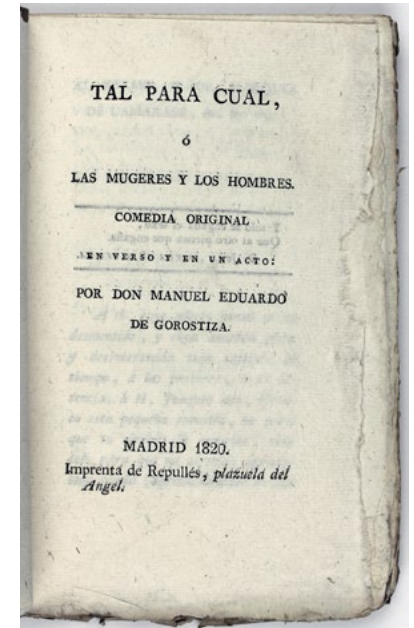 TAL PARA CUAL,
ó
LAS MUGERES Y LOS HOMBRES.
COMEDIA ORIGINAL
EN VERSO Y EN UN ACTO:
POR DON MANUEL EDUARDO
DE GOROSTIZA.
MADRID 1820.
Imprenta de Repullés, plazuela del
Angel.